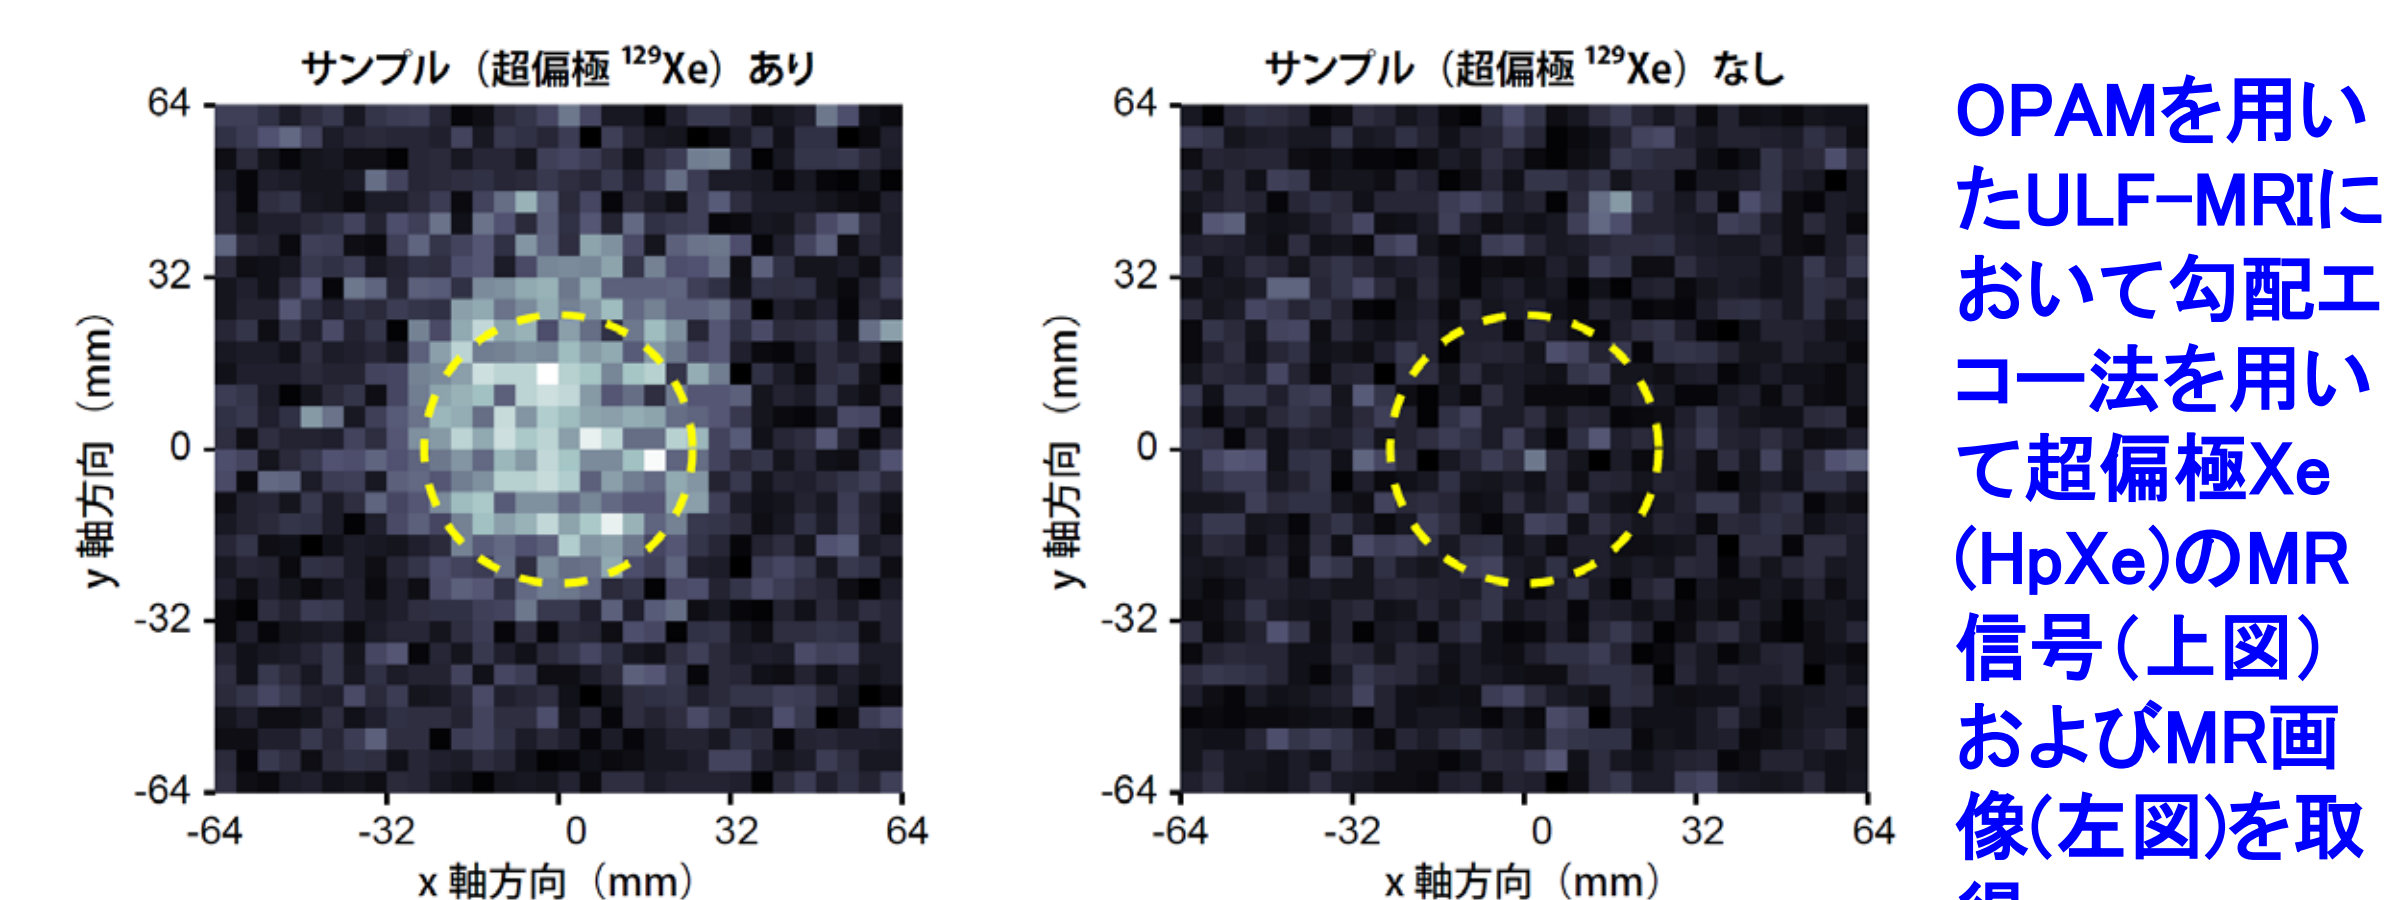 サンプル（超偏極 ¹²⁹Xe）あり
64
32
0
-32
-64
y 軸方向（mm）
-64 -32 0 32 64
x 軸方向（mm）
サンプル（超偏極 ¹²⁹Xe）なし
64
32
0
-32
-64
y 軸方向（mm）
-64 -32 0 32 64
x 軸方向（mm）
OPAMを用い
たULF-MRIに
おいて勾配エ
コー法を用い
て超偏極Xe
(HpXe)のMR
信号（上図）
およびMR画
像(左図)を取